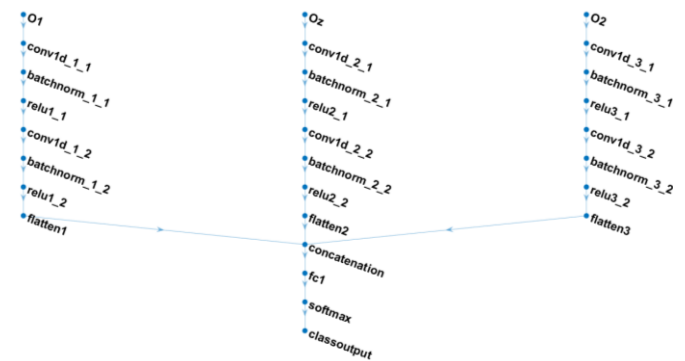 O1
conv1d_1_1
batchnorm_1_1
relu1_1
conv1d_1_2
batchnorm_1_2
relu1_2
flatten1
Oz
conv1d_2_1
batchnorm_2_1
relu2_1
conv1d_2_2
batchnorm_2_2
relu2_2
flatten2
concatenation
fc1
softmax
classoutput
O2
conv1d_3_1
batchnorm_3_1
relu3_1
conv1d_3_2
batchnorm_3_2
relu3_2
flatten3